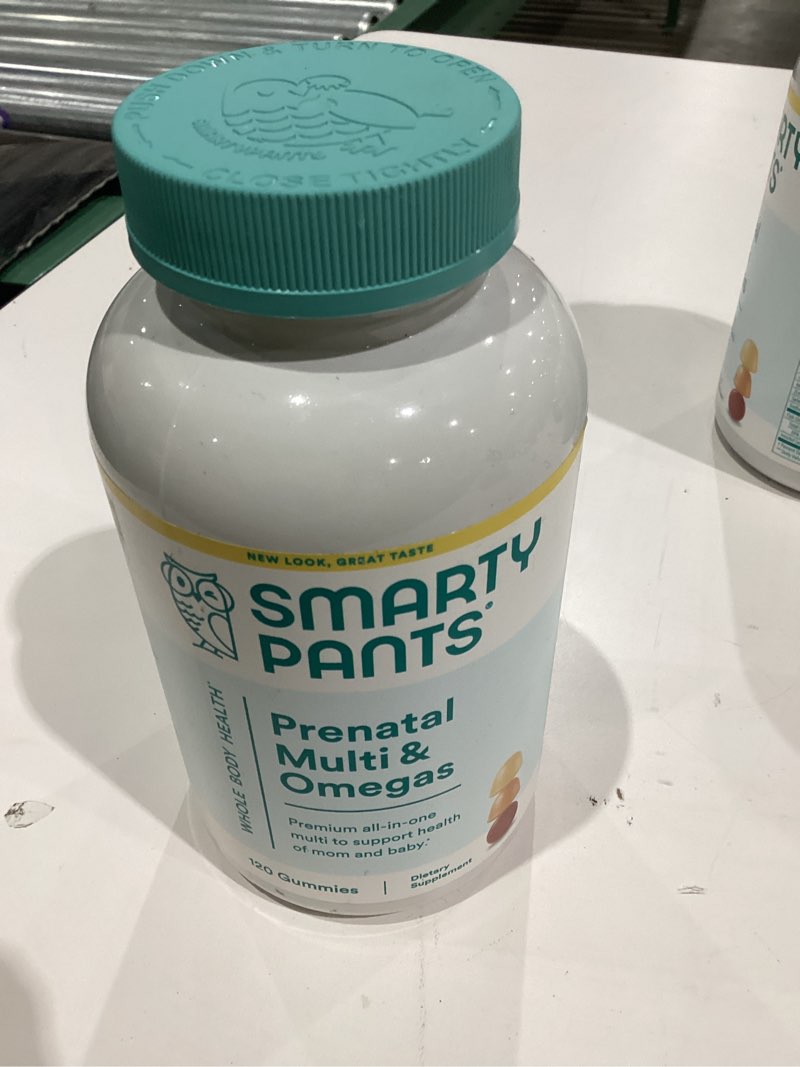 PUSH DOWN & TURN TO OPEN
CLOSE TIGHTLY
NEW LOOK, GREAT TASTE
SMARTY
PANTS®
WHOLE BODY HEALTH*
Prenatal
Multi &
Omegas
Premium all-in-one
multi to support health
of mom and baby.*
120 Gummies
Dietary
Supplement